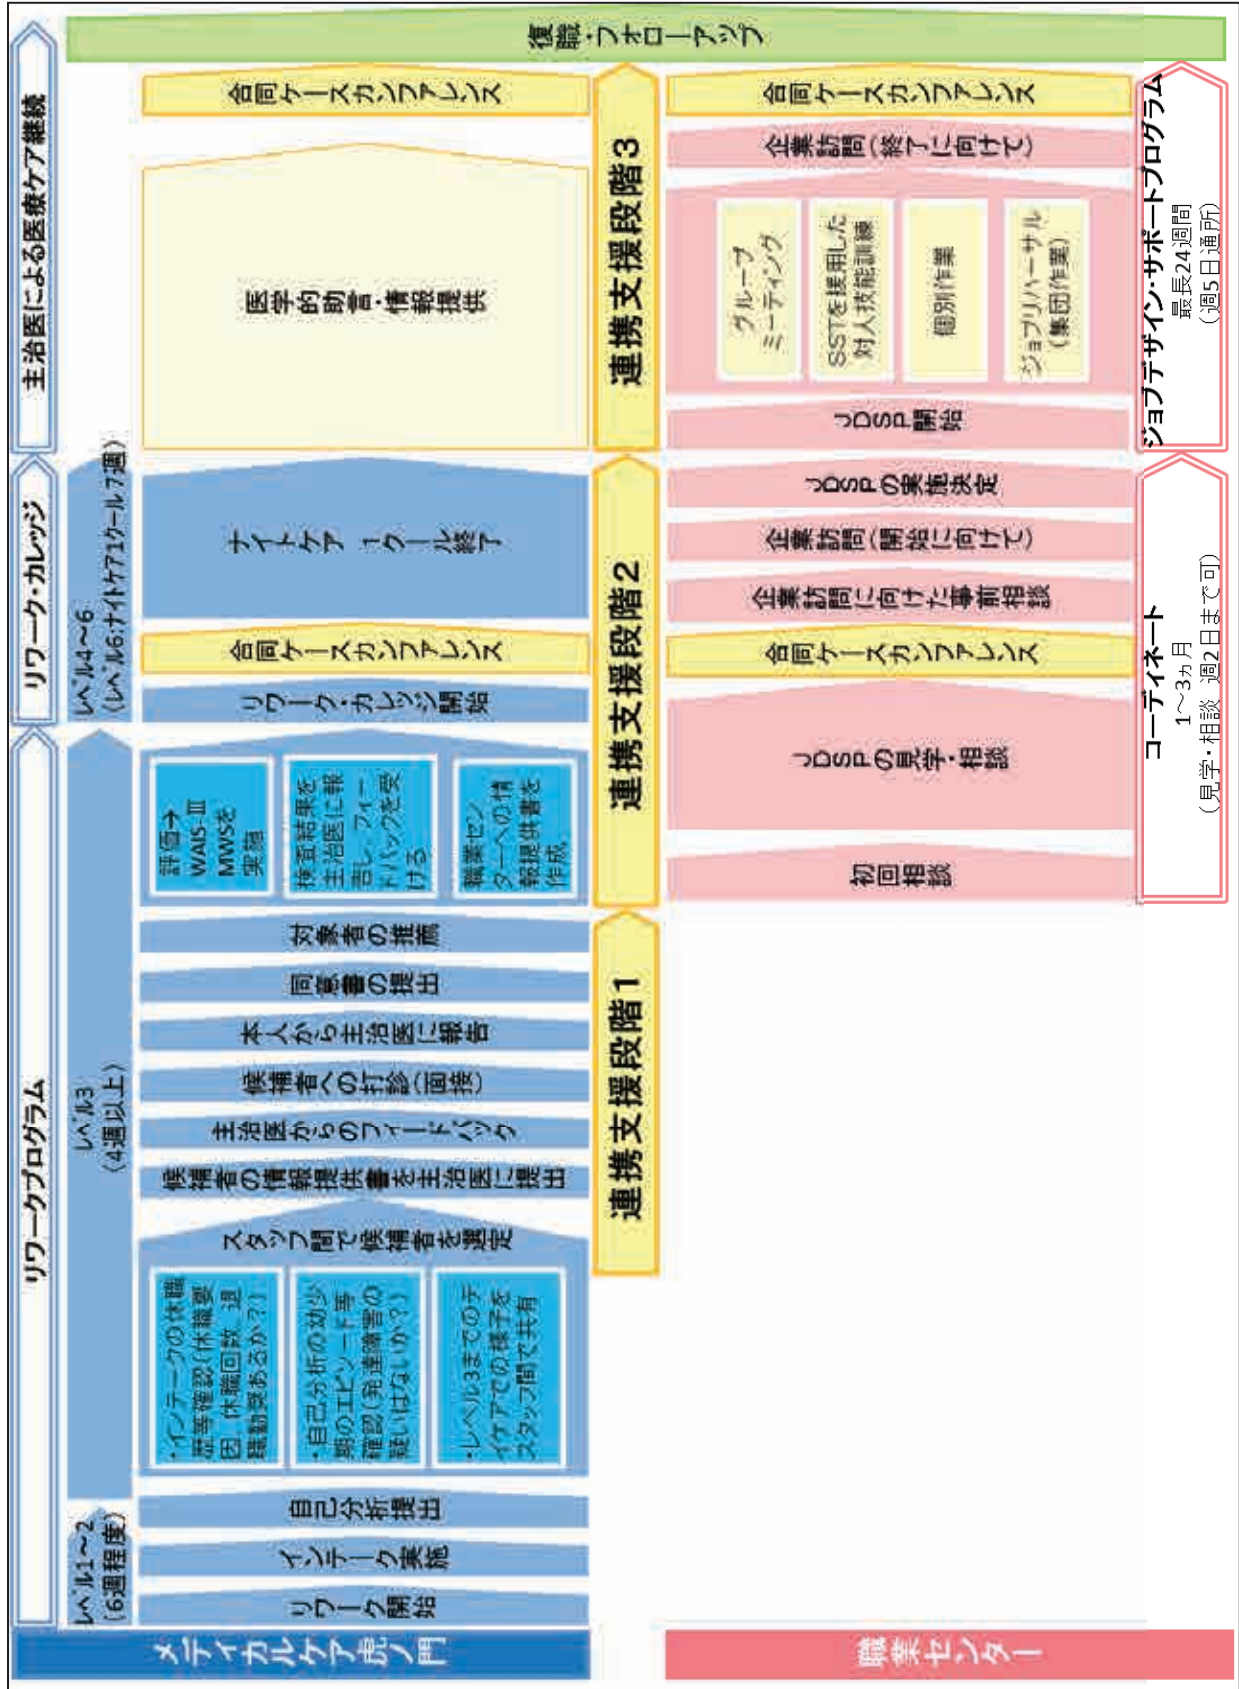 メディカルケア虎ノ門
リワークプログラム
リワーク・カレッジ
主治医による医療ケア継続
レベル1～2
(6週程度)
レベル3
(4週以上)
レベル4～6
(レベル6:ナイトケア1クール7週)
リワーク開始
インテーク実施
自己分析提出
・インテークの休職
歴等確認(休職要
因、休職回数、退
職勧奨あるか？)
・自己分析の幼少
期のエピソード等
確認(発達障害の
疑いはないか？)
・レベル3までのデ
イケアでの様子を
スタッフ間で共有
スタッフ間で候補者を選定
候補者の情報提供書を主治医に提出
主治医からのフィードバック
候補者への打診(面接)
本人から主治医に報告
同意書の提出
対象者の推薦
評価→
WAIS-Ⅲ
MWSを
実施
検査結果を
主治医に報
告し、フィー
ドバックを受
ける
職業セン
ターへの情
報提供書を
作成
リワーク・カレッジ開始
合同ケースカンファレンス
ナイトケア 1クール終了
医学的助言・情報提供
合同ケースカンファレンス
連携支援段階1
連携支援段階2
連携支援段階3
職業センター
初回相談
JDSPの見学・相談
合同ケースカンファレンス
企業訪問に向けた事前相談
企業訪問(開始に向けて)
JDSPの実施決定
JDSP開始
グループ
ミーティング
SSTを援用した
対人技能訓練
個別作業
ジョブリハーサル
(集団作業)
企業訪問(終了に向けて)
合同ケースカンファレンス
コーディネート
1～3ヵ月
(見学・相談 週2日まで可)
ジョブデザイン・サポートプログラム
最長24週間
(週5日通所)
復職・フォローアップ